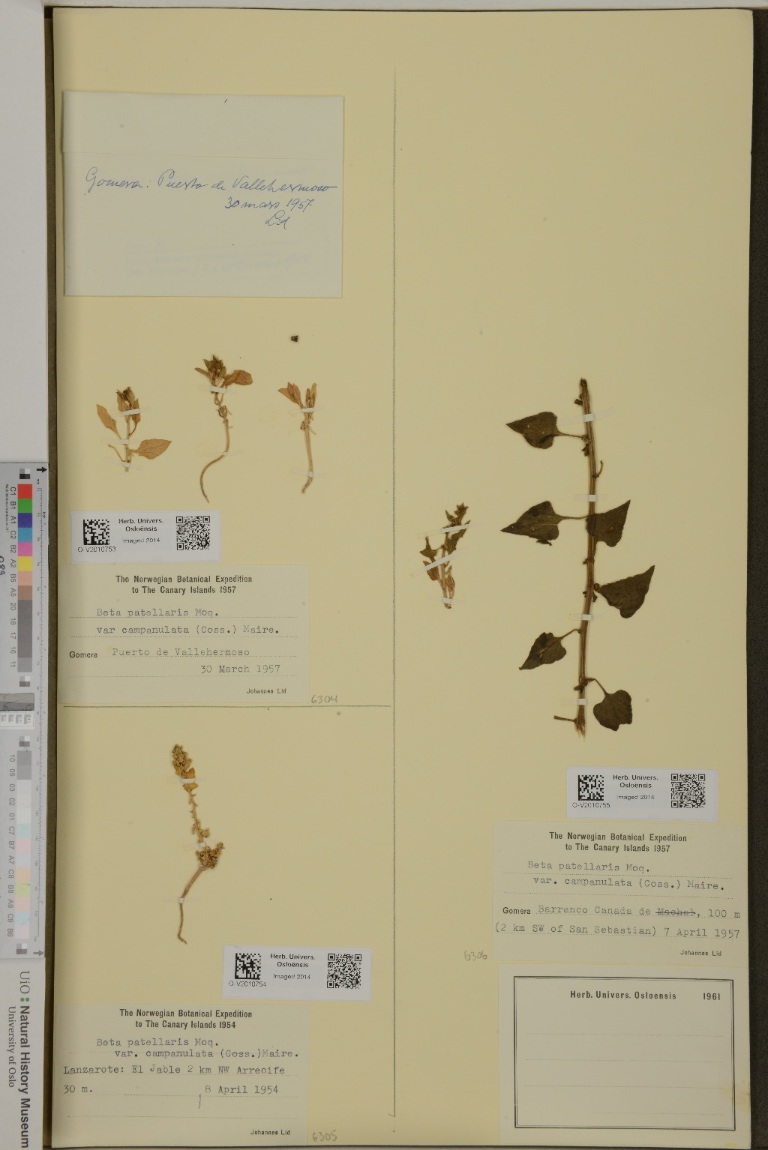 Gomera: Puerto de Vallehermoso
30 mars 1957
Herb. Univers.
Osloënsis
Imaged 2014
O-V2010753
The Norwegian Botanical Expedition
to The Canary Islands 1957
Beta patellaris Moq.
var campanulata (Coss.) Maire.
Gomera Puerto de Vallehermoso
30 March 1957
Johannes Lid
6304
Herb. Univers.
Osloënsis
Imaged 2014
O-V2010754
The Norwegian Botanical Expedition
to The Canary Islands 1954
Beta patellaris Moq.
var. campanulata (Coss.)Maire.
Lanzarote: El Jable 2 km NW Arrecife
30 m. 8 April 1954
Johannes Lid
6305
Herb. Univers.
Osloënsis
Imaged 2014
O-V2010755
The Norwegian Botanical Expedition
to The Canary Islands 1957
Beta patellaris Moq.
var. campanulata (Coss.) Maire.
Gomera Barranco Canada de , 100 m
(2 km SW of San Sebastian) 7 April 1957
Johannes Lid
6306
Herb. Univers. Osloensis 1961
UiO: Natural History Museum
University of Oslo